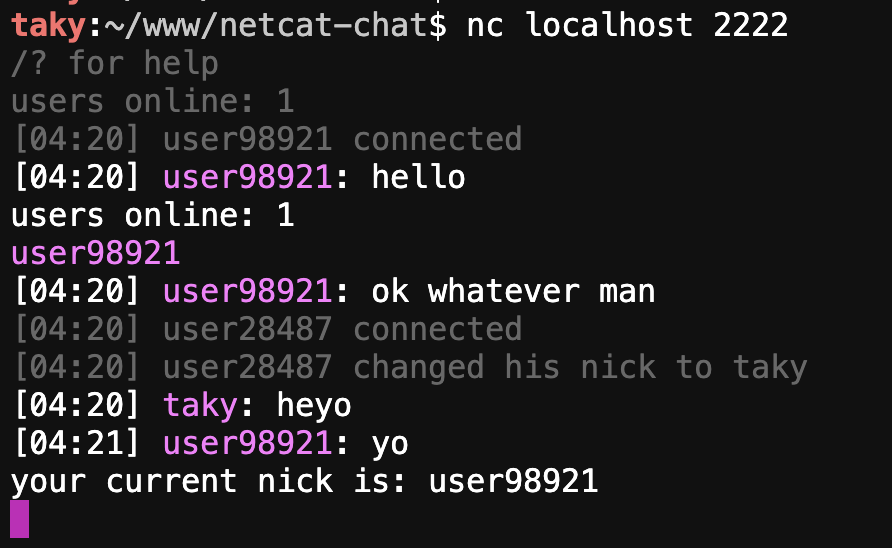 taky:~/www/netcat-chat$ nc localhost 2222
/? for help
users online: 1
[04:20] user98921 connected
[04:20] user98921: hello
users online: 1
user98921
[04:20] user98921: ok whatever man
[04:20] user28487 connected
[04:20] user28487 changed his nick to taky
[04:20] taky: heyo
[04:21] user98921: yo
your current nick is: user98921